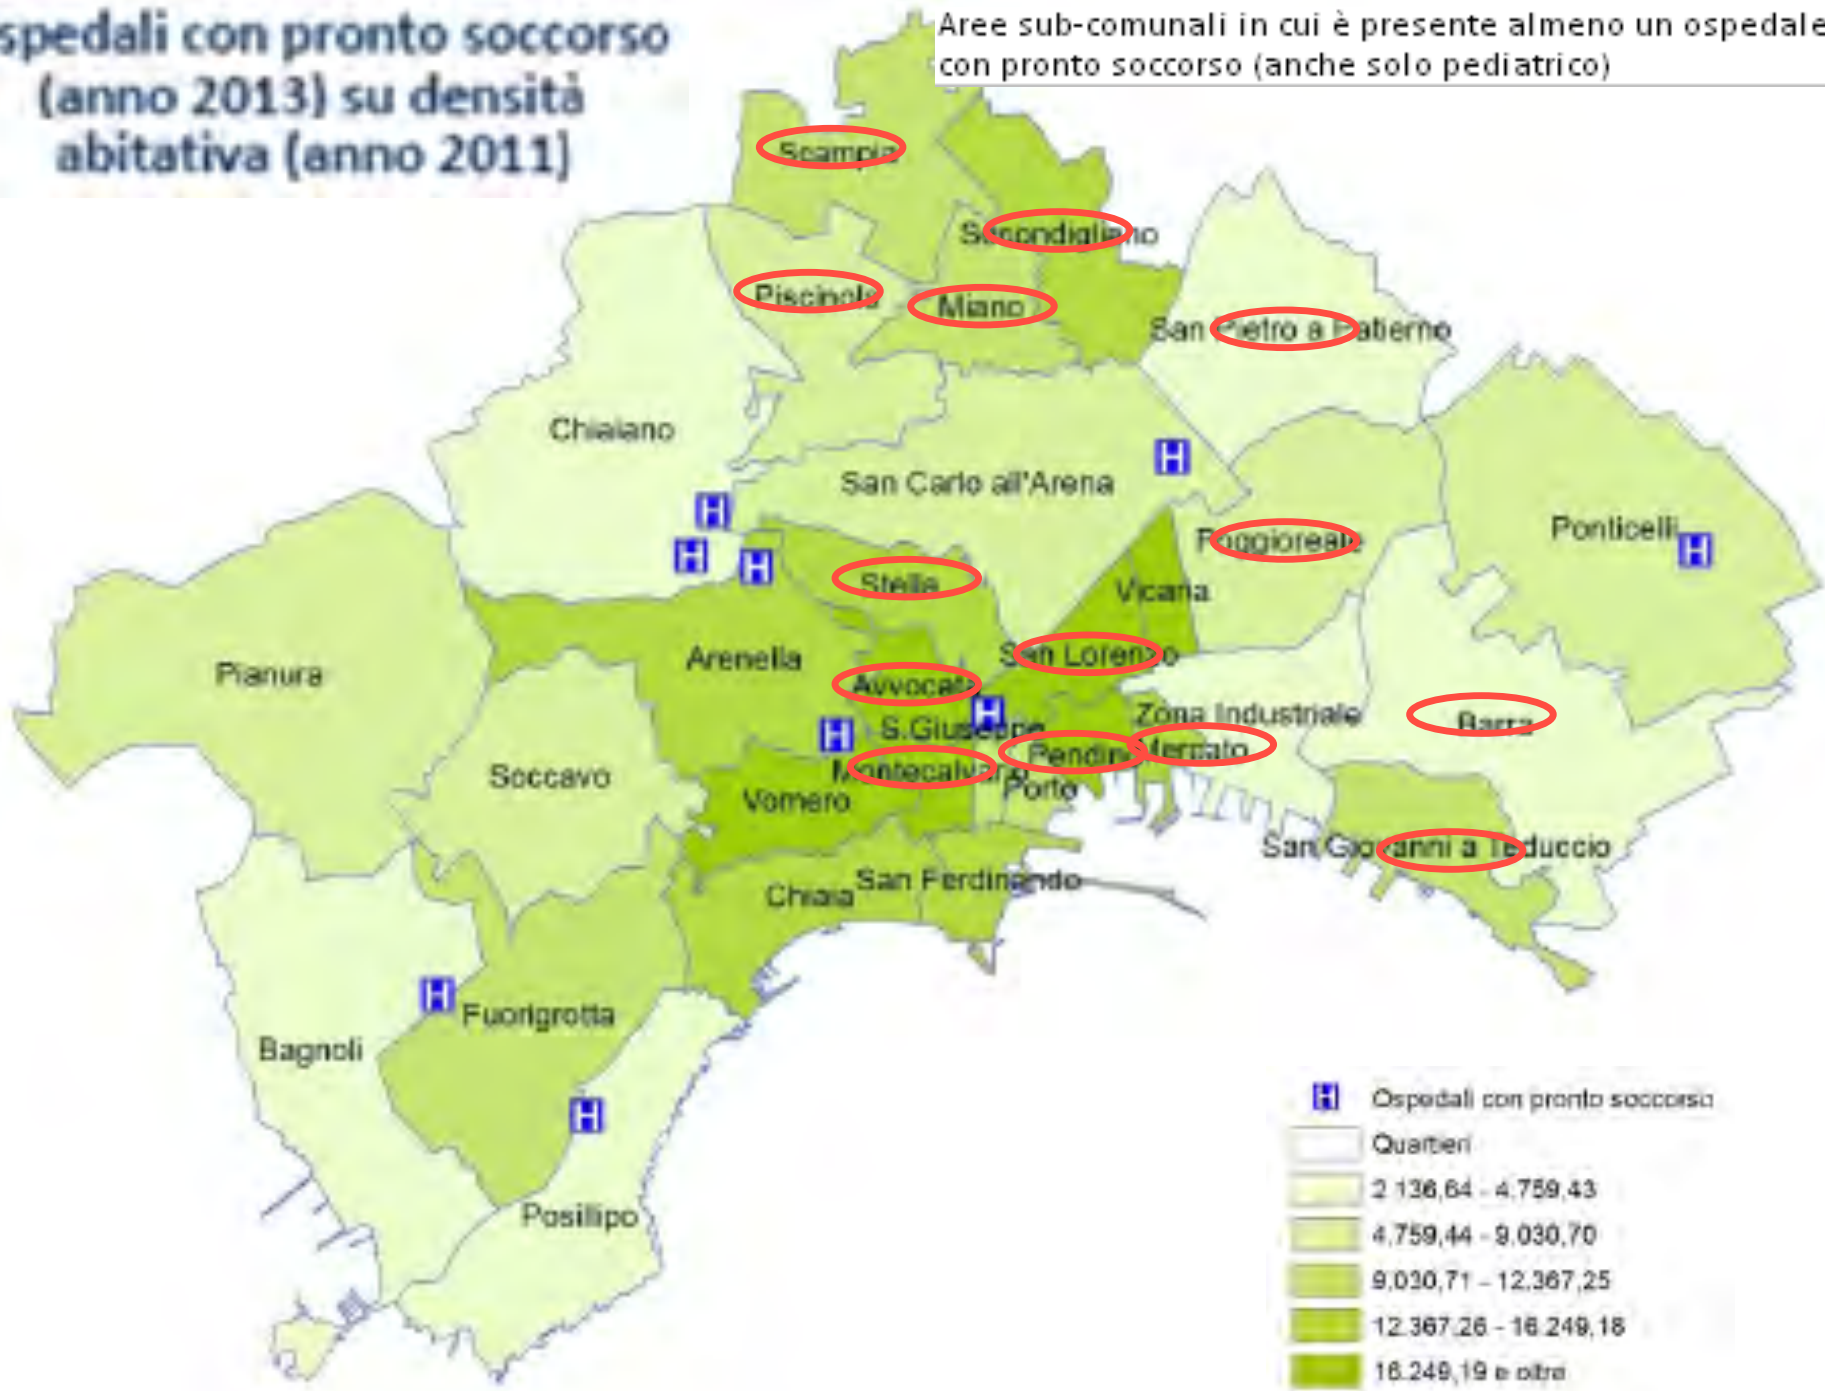 spedali con pronto soccorso
(anno 2013) su densità
abitativa (anno 2011)
Aree sub-comunali in cui è presente almeno un ospedale
con pronto soccorso (anche solo pediatrico)
Scampia
Secondigliano
Piscinola
Miano
San Pietro a Patierno
Chiaiano
H
San Carlo all'Arena
H
Poggioreale
Ponticelli
H
H
H
Stella
Vicaria
Pianura
Arenella
San Lorenzo
Avvocata
H
Zona Industriale
Barra
S.Giuseppe
H
Pendino
Mercato
Soccavo
Montecalvario
Vomero
Porto
San Giovanni a Teduccio
Chiaia
San Ferdinando
H
Fuorigrotta
Bagnoli
H
Posillipo
H Ospedali con pronto soccorso
Quartieri
2.136,64 - 4.759,43
4.759,44 - 9.030,70
9.030,71 - 12.367,25
12.367,26 - 16.249,18
16.249,19 e oltre